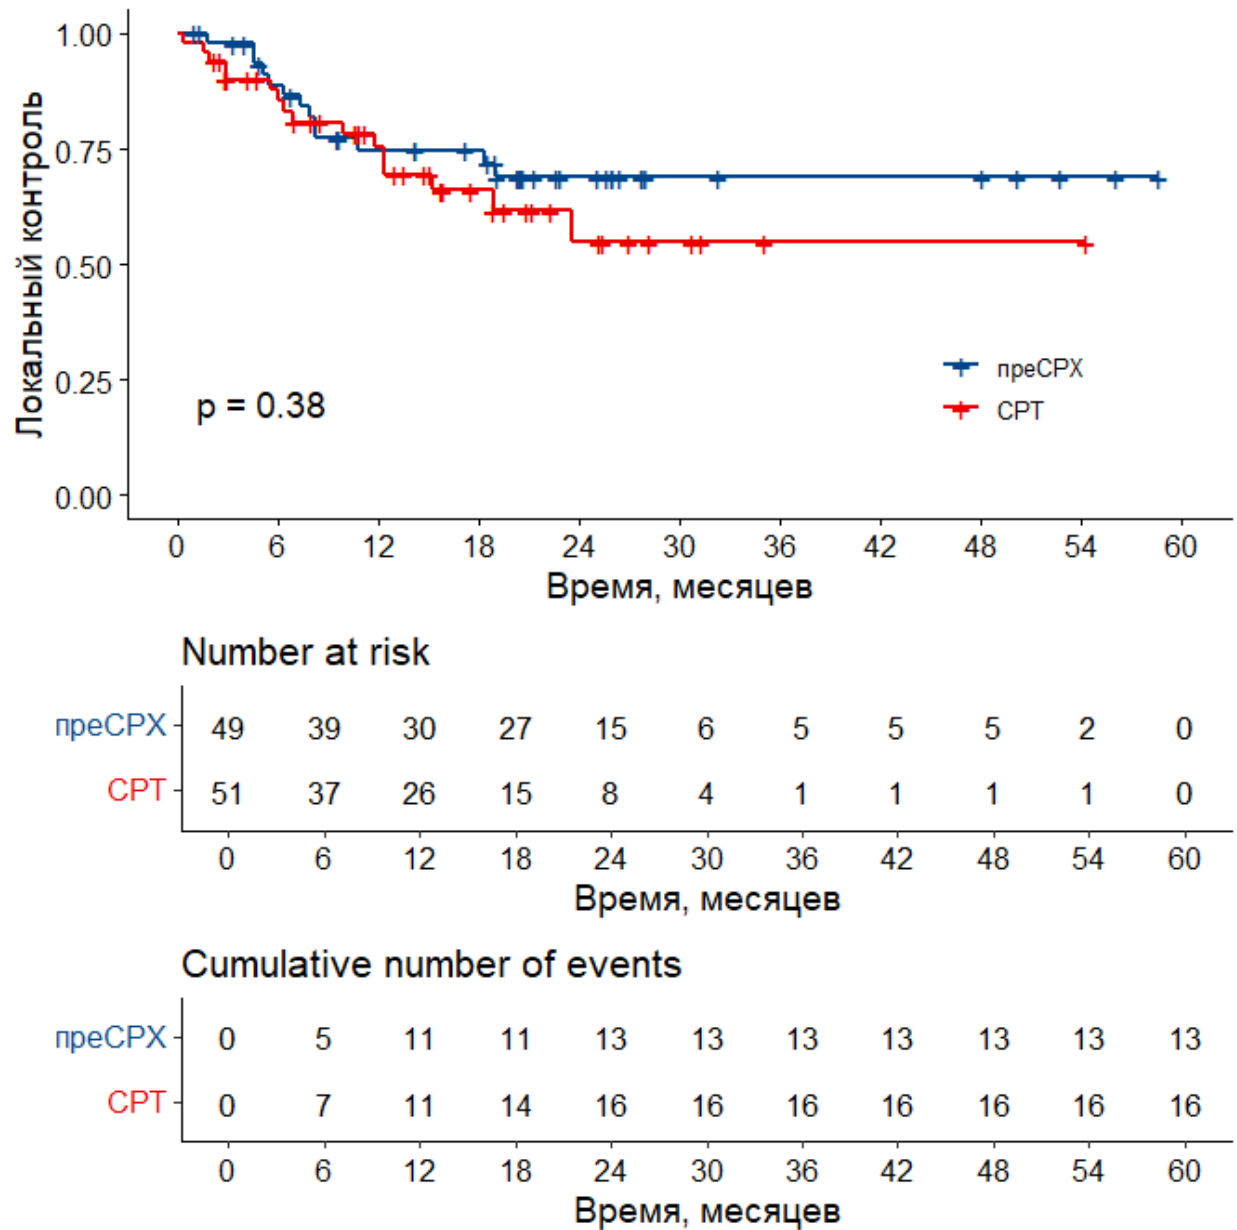 Локальный контроль
1.00
0.75
0.50
0.25
0.00
p = 0.38
преСРХ
СРТ
0 6 12 18 24 30 36 42 48 54 60
Время, месяцев
Number at risk
преСРХ 49 39 30 27 15 6 5 5 5 2 0
СРТ 51 37 26 15 8 4 1 1 1 1 0
0 6 12 18 24 30 36 42 48 54 60
Время, месяцев
Cumulative number of events
преСРХ 0 5 11 11 13 13 13 13 13 13 13
СРТ 0 7 11 14 16 16 16 16 16 16 16
0 6 12 18 24 30 36 42 48 54 60
Время, месяцев